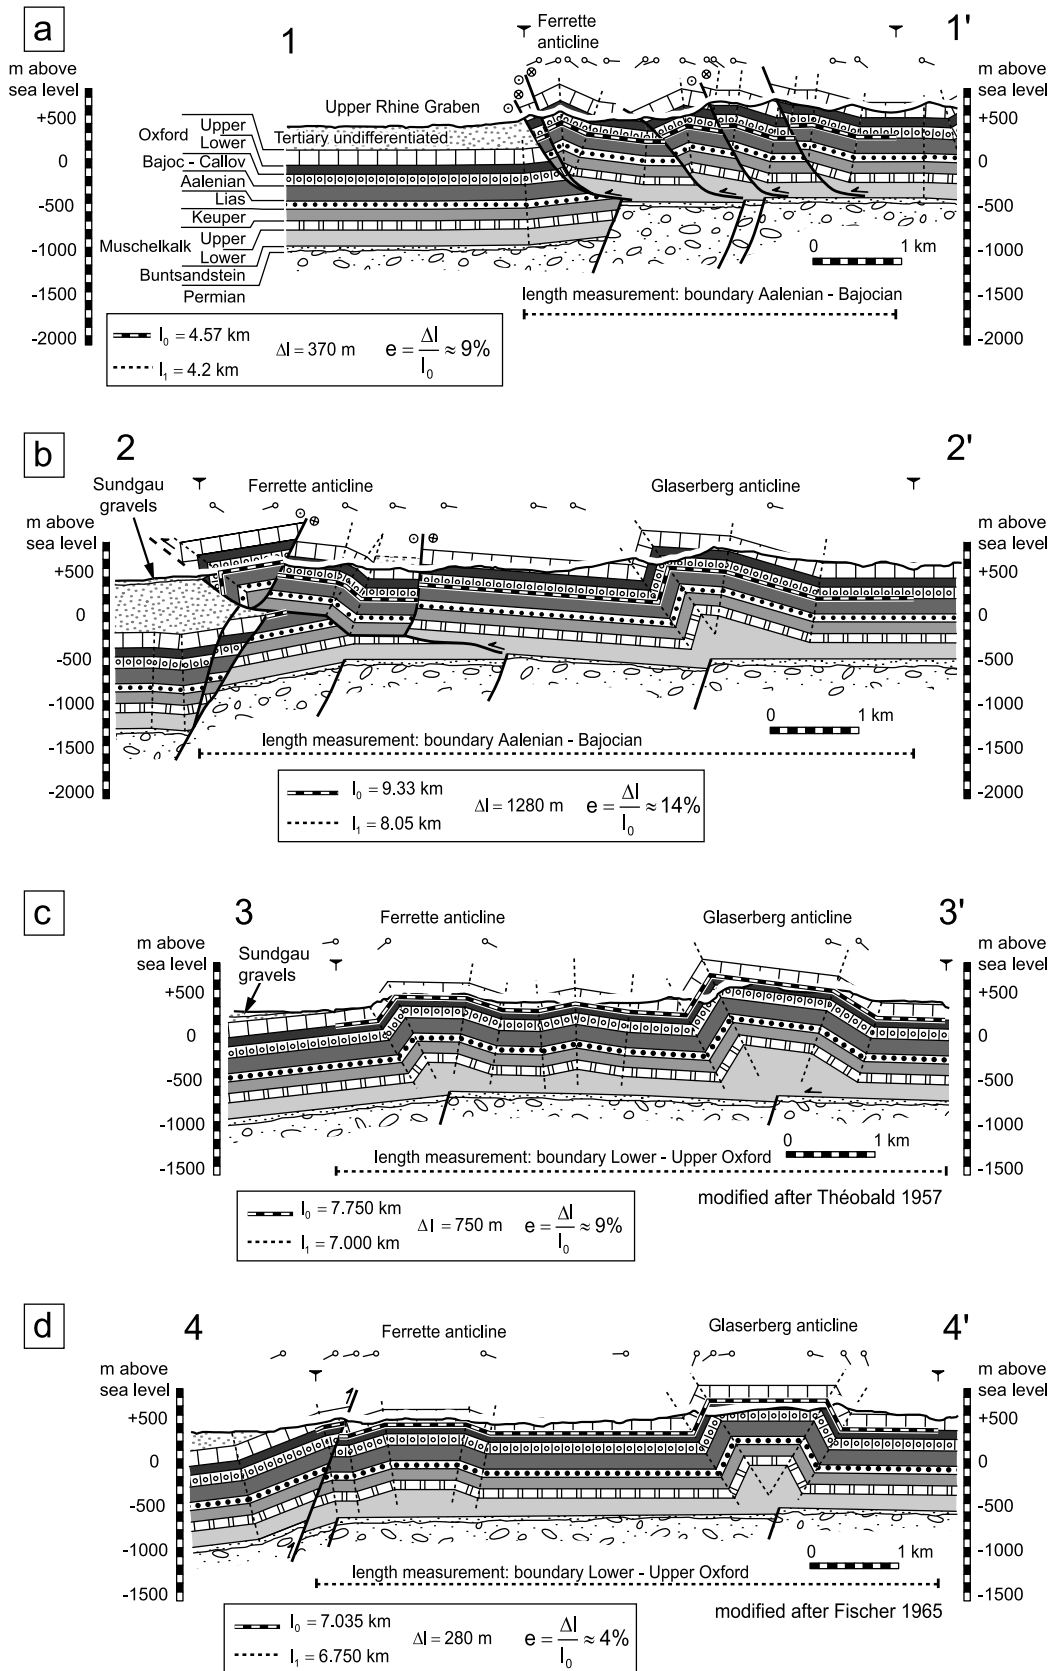 a
1
Ferrette
anticline
1'
m above
sea level
m above
sea level
Upper Rhine Graben
Tertiary undifferentiated
+500
0
-500
-1000
-1500
-2000
Oxford
Upper
Lower
Bajoc - Callov
Aalenian
Lias
Keuper
Muschelkalk
Upper
Lower
Buntsandstein
Permian
+500
0
-500
-1000
-1500
-2000
0 1 km
length measurement: boundary Aalenian - Bajocian
l0 = 4.57 km
l1 = 4.2 km
Δl = 370 m
e = Δl / l0 ≈ 9%
b
2
2'
Sundgau
gravels
Ferrette anticline
Glaserberg anticline
m above
sea level
m above
sea level
+500
0
-500
-1000
-1500
-2000
+500
0
-500
-1000
-1500
-2000
0 1 km
length measurement: boundary Aalenian - Bajocian
l0 = 9.33 km
l1 = 8.05 km
Δl = 1280 m
e = Δl / l0 ≈ 14%
c
3
3'
Ferrette anticline
Glaserberg anticline
m above
sea level
Sundgau
gravels
m above
sea level
+500
0
-500
-1000
-1500
+500
0
-500
-1000
-1500
0 1 km
length measurement: boundary Lower - Upper Oxford
modified after Théobald 1957
l0 = 7.750 km
l1 = 7.000 km
Δl = 750 m
e = Δl / l0 ≈ 9%
d
4
4'
Ferrette anticline
Glaserberg anticline
m above
sea level
m above
sea level
+500
0
-500
-1000
-1500
+500
0
-500
-1000
-1500
0 1 km
length measurement: boundary Lower - Upper Oxford
modified after Fischer 1965
l0 = 7.035 km
l1 = 6.750 km
Δl = 280 m
e = Δl / l0 ≈ 4%